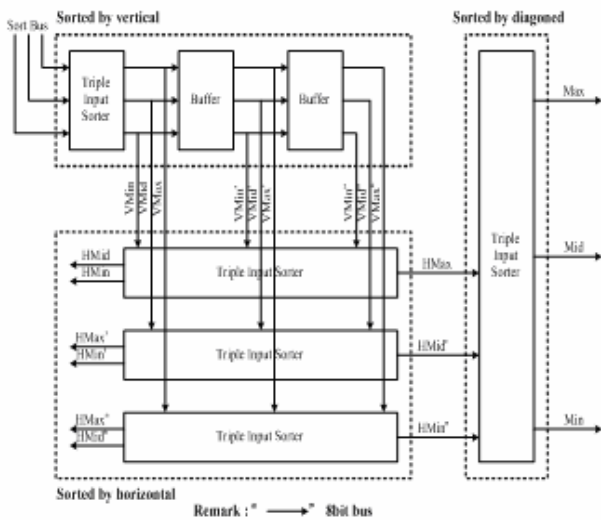 Sorted by vertical
Sorted by diagoned
Sort Bus
Triple Input Sorter
Buffer
Buffer
Max
VMin
VMid
VMax
VMin'
VMid'
VMax'
VMin"
VMid"
VMax"
HMid
HMin
Triple Input Sorter
HMax
Triple Input Sorter
Mid
HMax'
HMin'
Triple Input Sorter
HMid'
HMax"
HMid"
Triple Input Sorter
HMin"
Min
Sorted by horizontal
Remark : " " 8bit bus